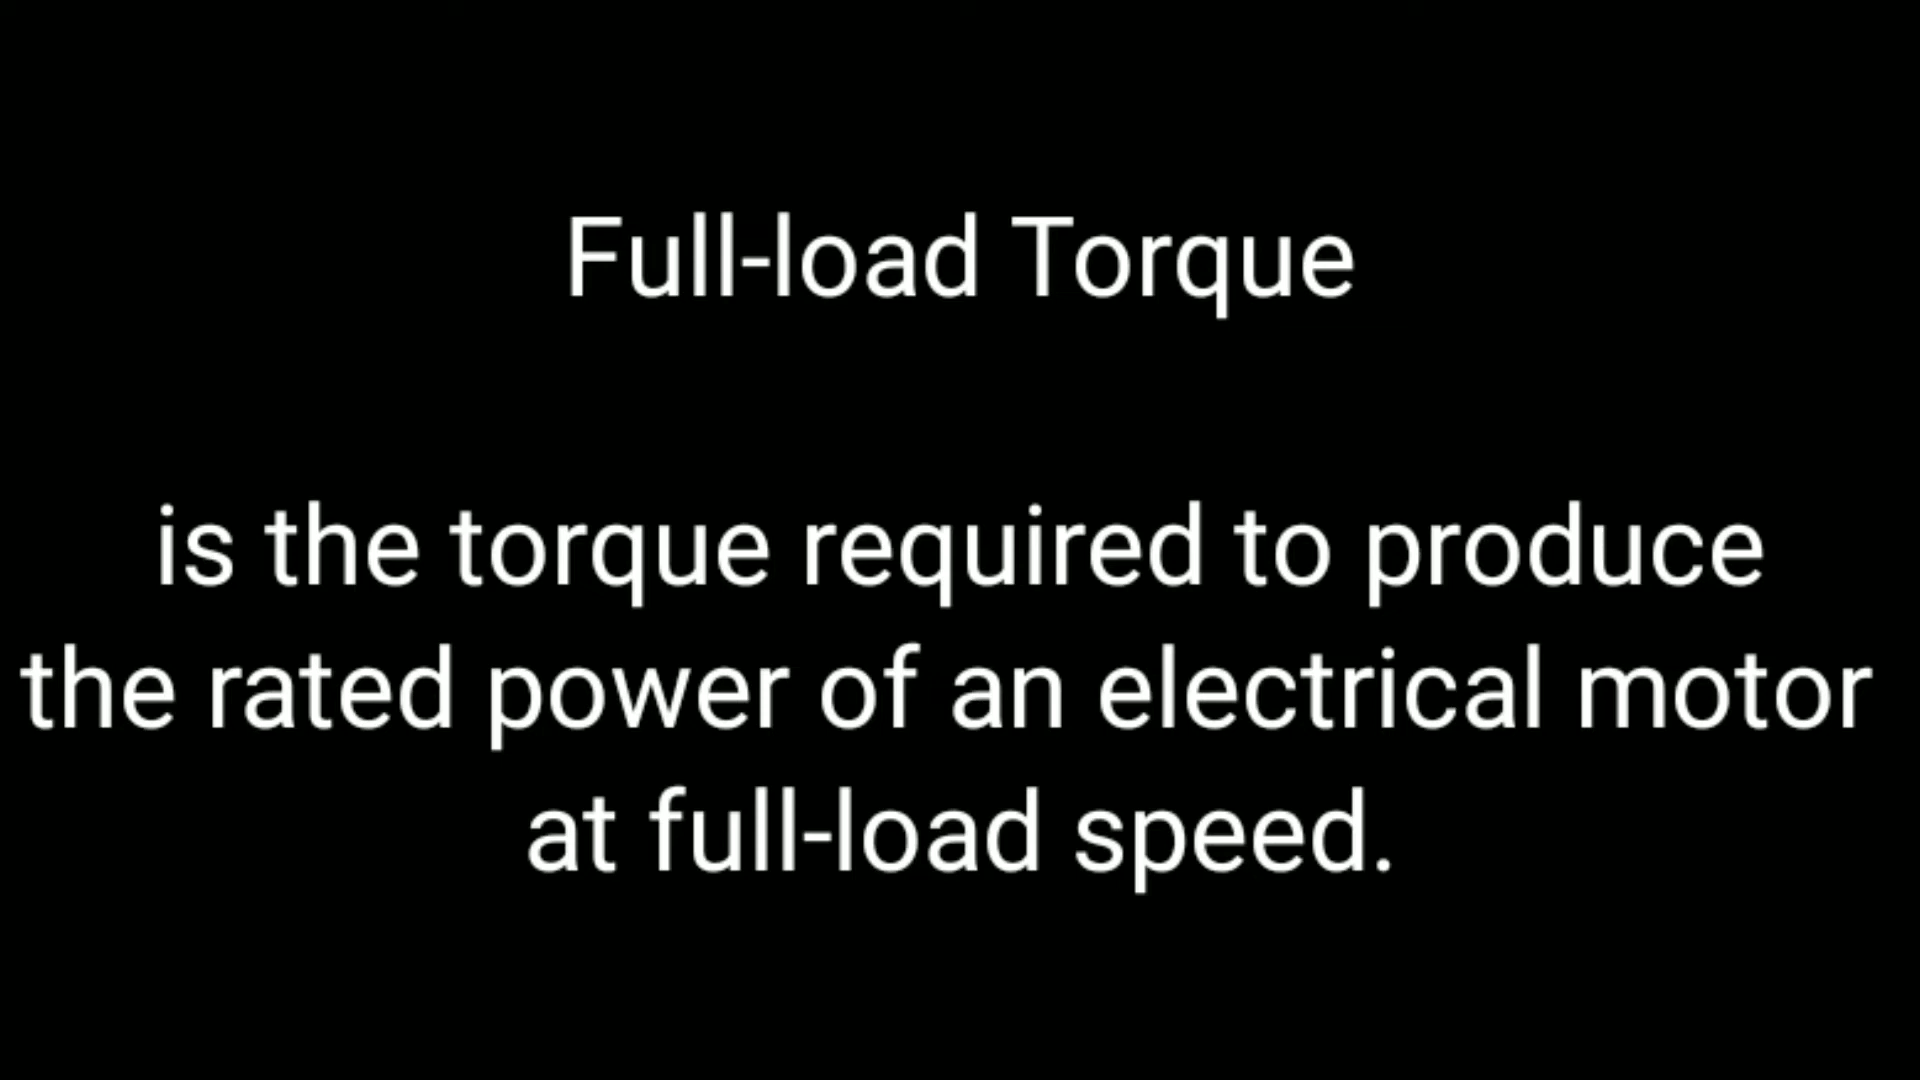 Full-load Torque
is the torque required to produce
the rated power of an electrical motor
at full-load speed.